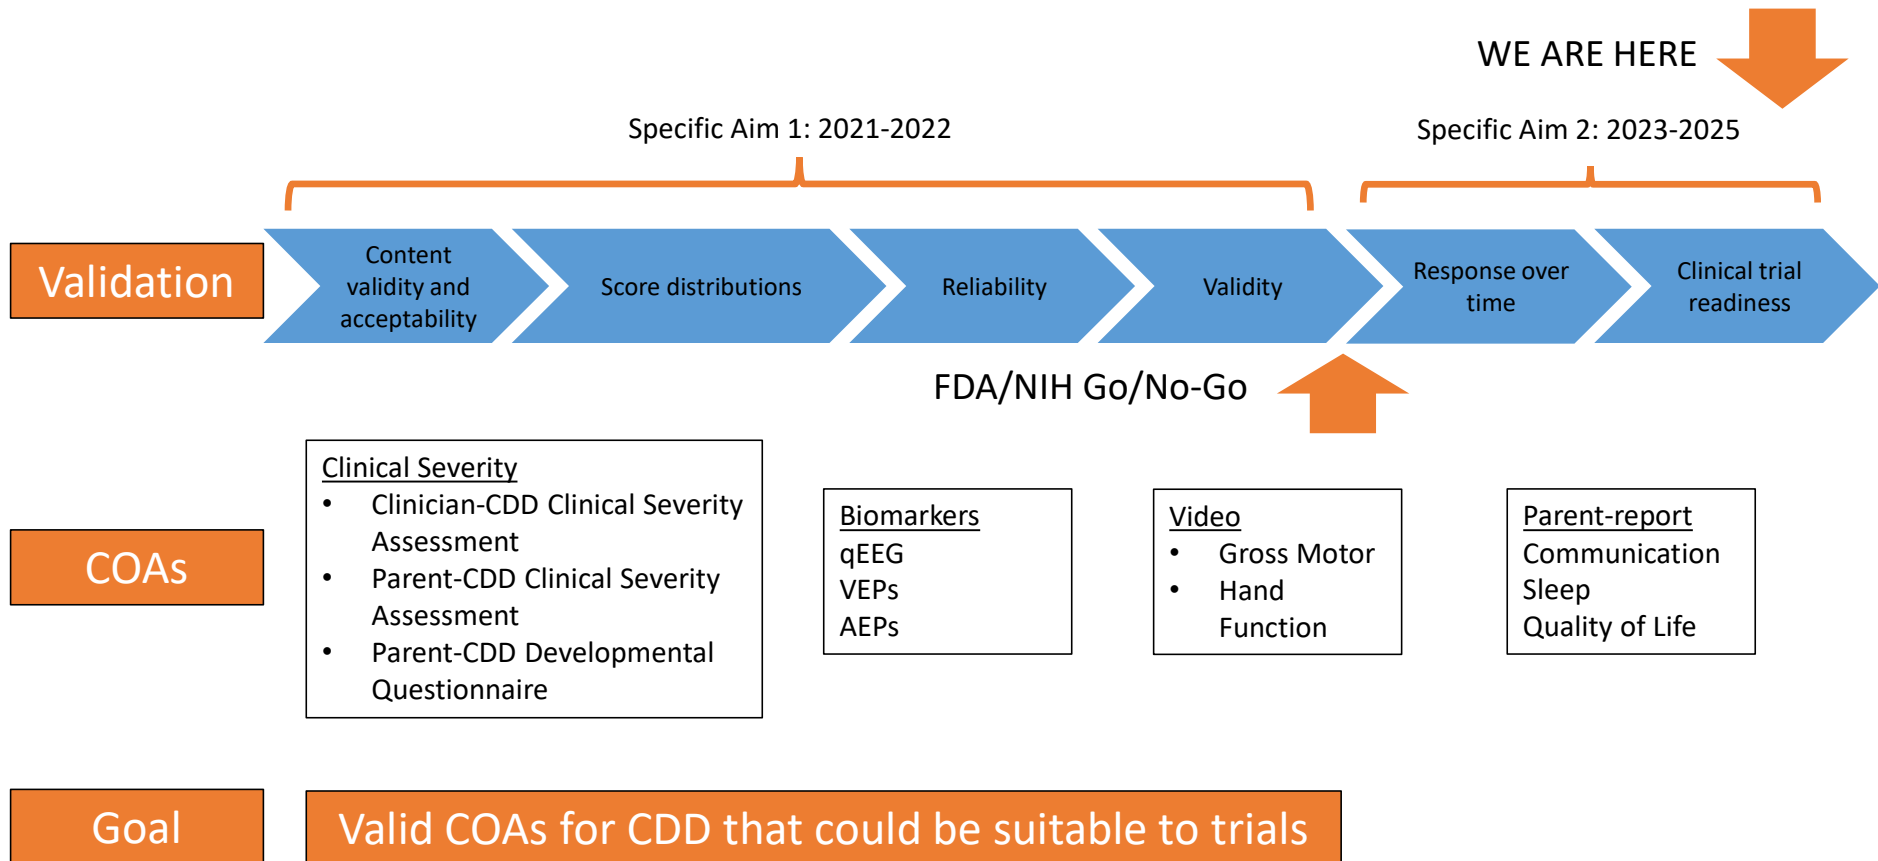 WE ARE HERE
Specific Aim 1: 2021-2022
Specific Aim 2: 2023-2025
Validation
Content
validity and
acceptability
Score distributions
Reliability
Validity
Response over
time
Clinical trial
readiness
FDA/NIH Go/No-Go
COAs
Clinical Severity
• Clinician-CDD Clinical Severity
Assessment
• Parent-CDD Clinical Severity
Assessment
• Parent-CDD Developmental
Questionnaire
Biomarkers
qEEG
VEPs
AEPs
Video
• Gross Motor
• Hand
Function
Parent-report
Communication
Sleep
Quality of Life
Goal
Valid COAs for CDD that could be suitable to trials